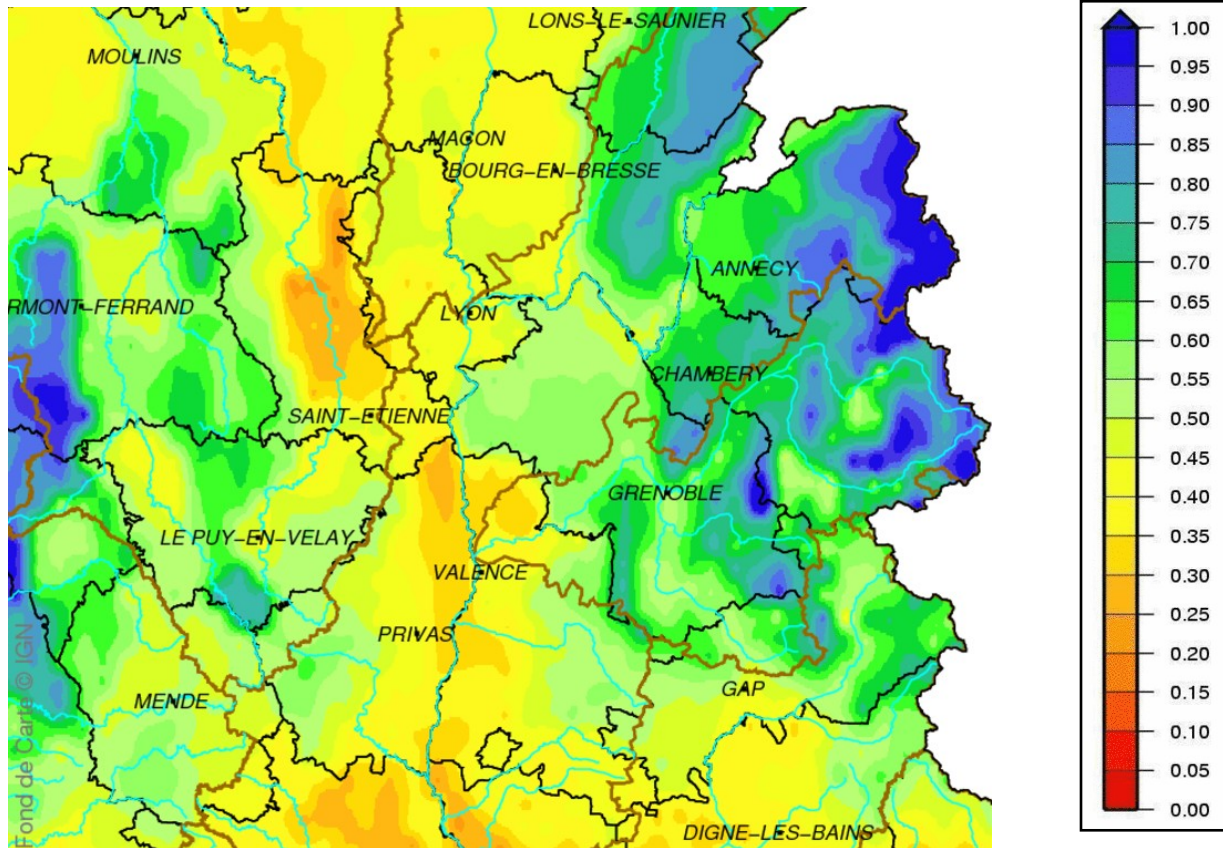 LONS-LE-SAUNIER
MOULINS
MACON
BOURG-EN-BRESSE
ANNECY
RMONT-FERRAND
LYON
CHAMBERY
SAINT-ETIENNE
GRENOBLE
LE PUY-EN-VELAY
VALENCE
PRIVAS
GAP
MENDE
DIGNE-LES-BAINS
Fond de Carte © IGN
1.00
0.95
0.90
0.85
0.80
0.75
0.70
0.65
0.60
0.55
0.50
0.45
0.40
0.35
0.30
0.25
0.20
0.15
0.10
0.05
0.00